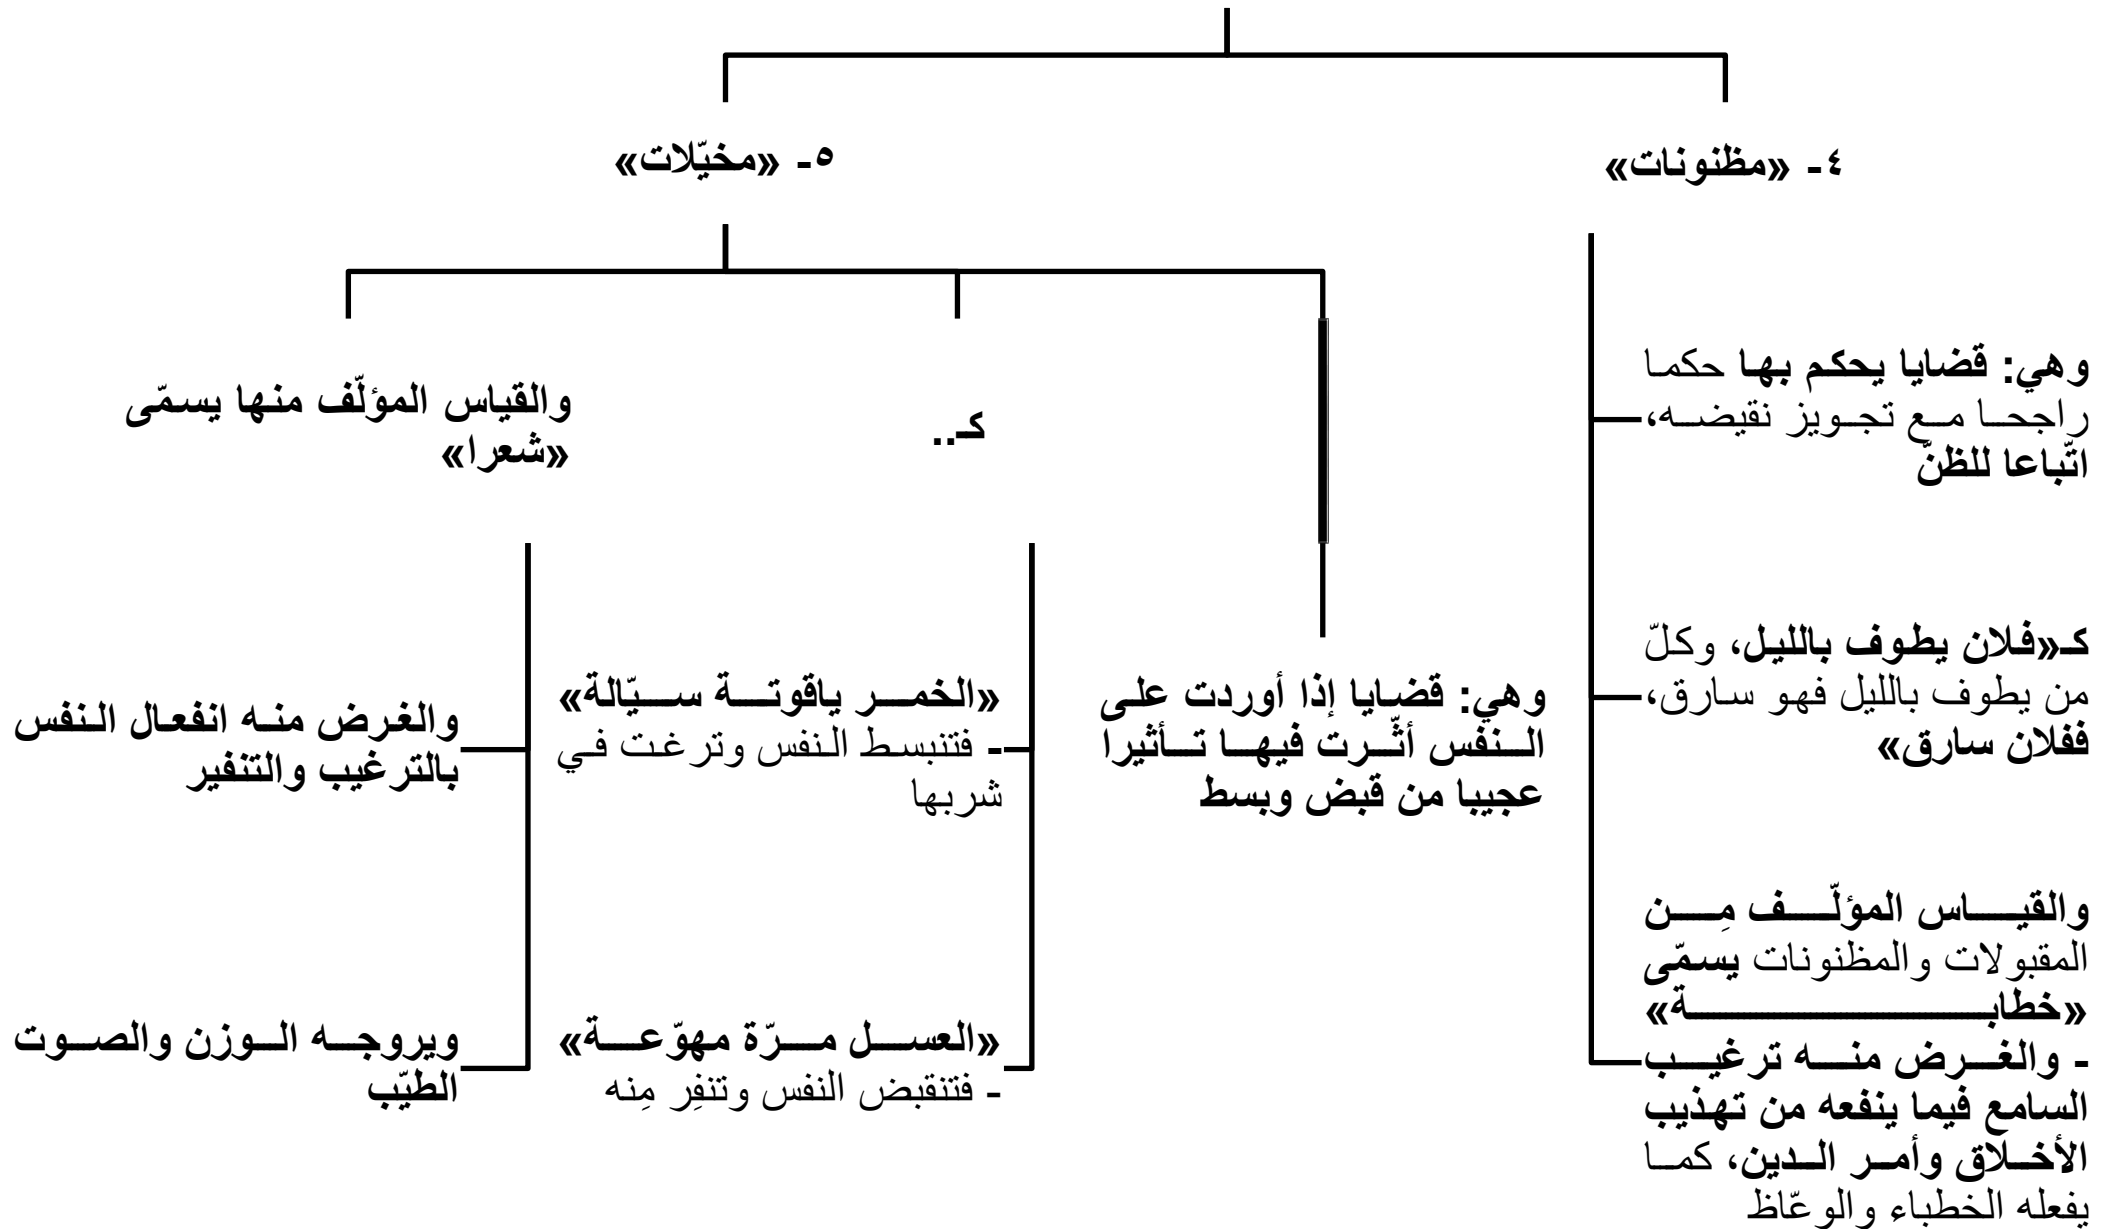 ٤- «مظنونات»
وهي: قضايا يحكم بها حكما
راجحا مع تجويز نقيضه،
اتّباعا للظنّ
كـ«فلان يطوف بالليل، وكلّ
من يطوف بالليل فهو سارق،
ففلان سارق»
والقياس المؤلّف مِن
المقبولات والمظنونات يسمّى
«خطابة»
- والغرض منه ترغيب
السامع فيما ينفعه من تهذيب
الأخلاق وأمر الدين، كما
يفعله الخطباء والوعّاظ
٥- «مخيّلات»
وهي: قضايا إذا أوردت على
النفس أثّرت فيها تأثيرا
عجيبا من قبض وبسط
كـ..
«الخمر ياقوتة سيّالة»
- فتنبسط النفس وترغت في
شربها
«العسل مرّة مهوّعة»
- فتنقبض النفس وتنفِر مِنه
والقياس المؤلّف منها يسمّى
«شعرا»
والغرض منه انفعال النفس
بالترغيب والتنفير
ويروجه الوزن والصوت
الطيّب